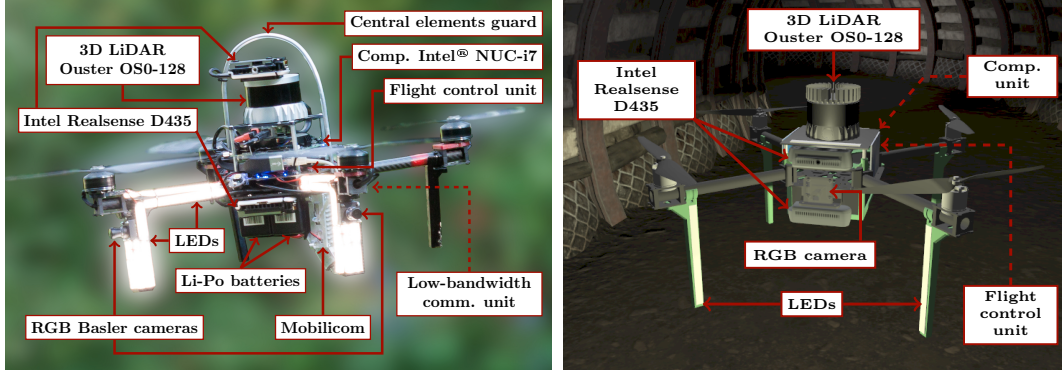 Central elements guard
3D LiDAR
Ouster OS0-128
Comp. Intel® NUC-i7
Flight control unit
Intel Realsense D435
LEDs
Li-Po batteries
Low-bandwidth
comm. unit
RGB Basler cameras
Mobilicom
3D LiDAR
Ouster OS0-128
Intel
Realsense
D435
Comp.
unit
RGB camera
LEDs
Flight
control
unit